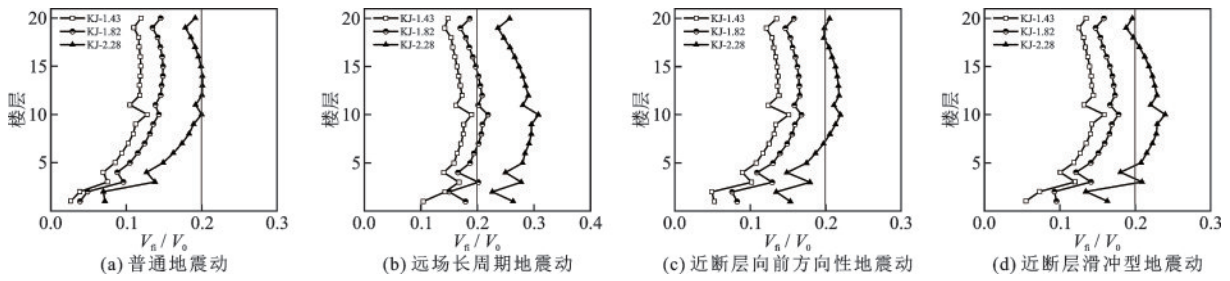 20
15
10
5
楼层
KJ-1.43
KJ-1.82
KJ-2.28
0.0 0.1 0.2 0.3
Vfi / V0
(a) 普通地震动
20
15
10
5
楼层
KJ-1.43
KJ-1.82
KJ-2.28
0.0 0.1 0.2 0.3 0.4
Vfi / V0
(b) 远场长周期地震动
20
15
10
5
楼层
KJ-1.43
KJ-1.82
KJ-2.28
0.0 0.1 0.2 0.3
Vfi / V0
(c) 近断层向前方向性地震动
20
15
10
5
楼层
KJ-1.43
KJ-1.82
KJ-2.28
0.0 0.1 0.2 0.3
Vfi / V0
(d) 近断层滑冲型地震动